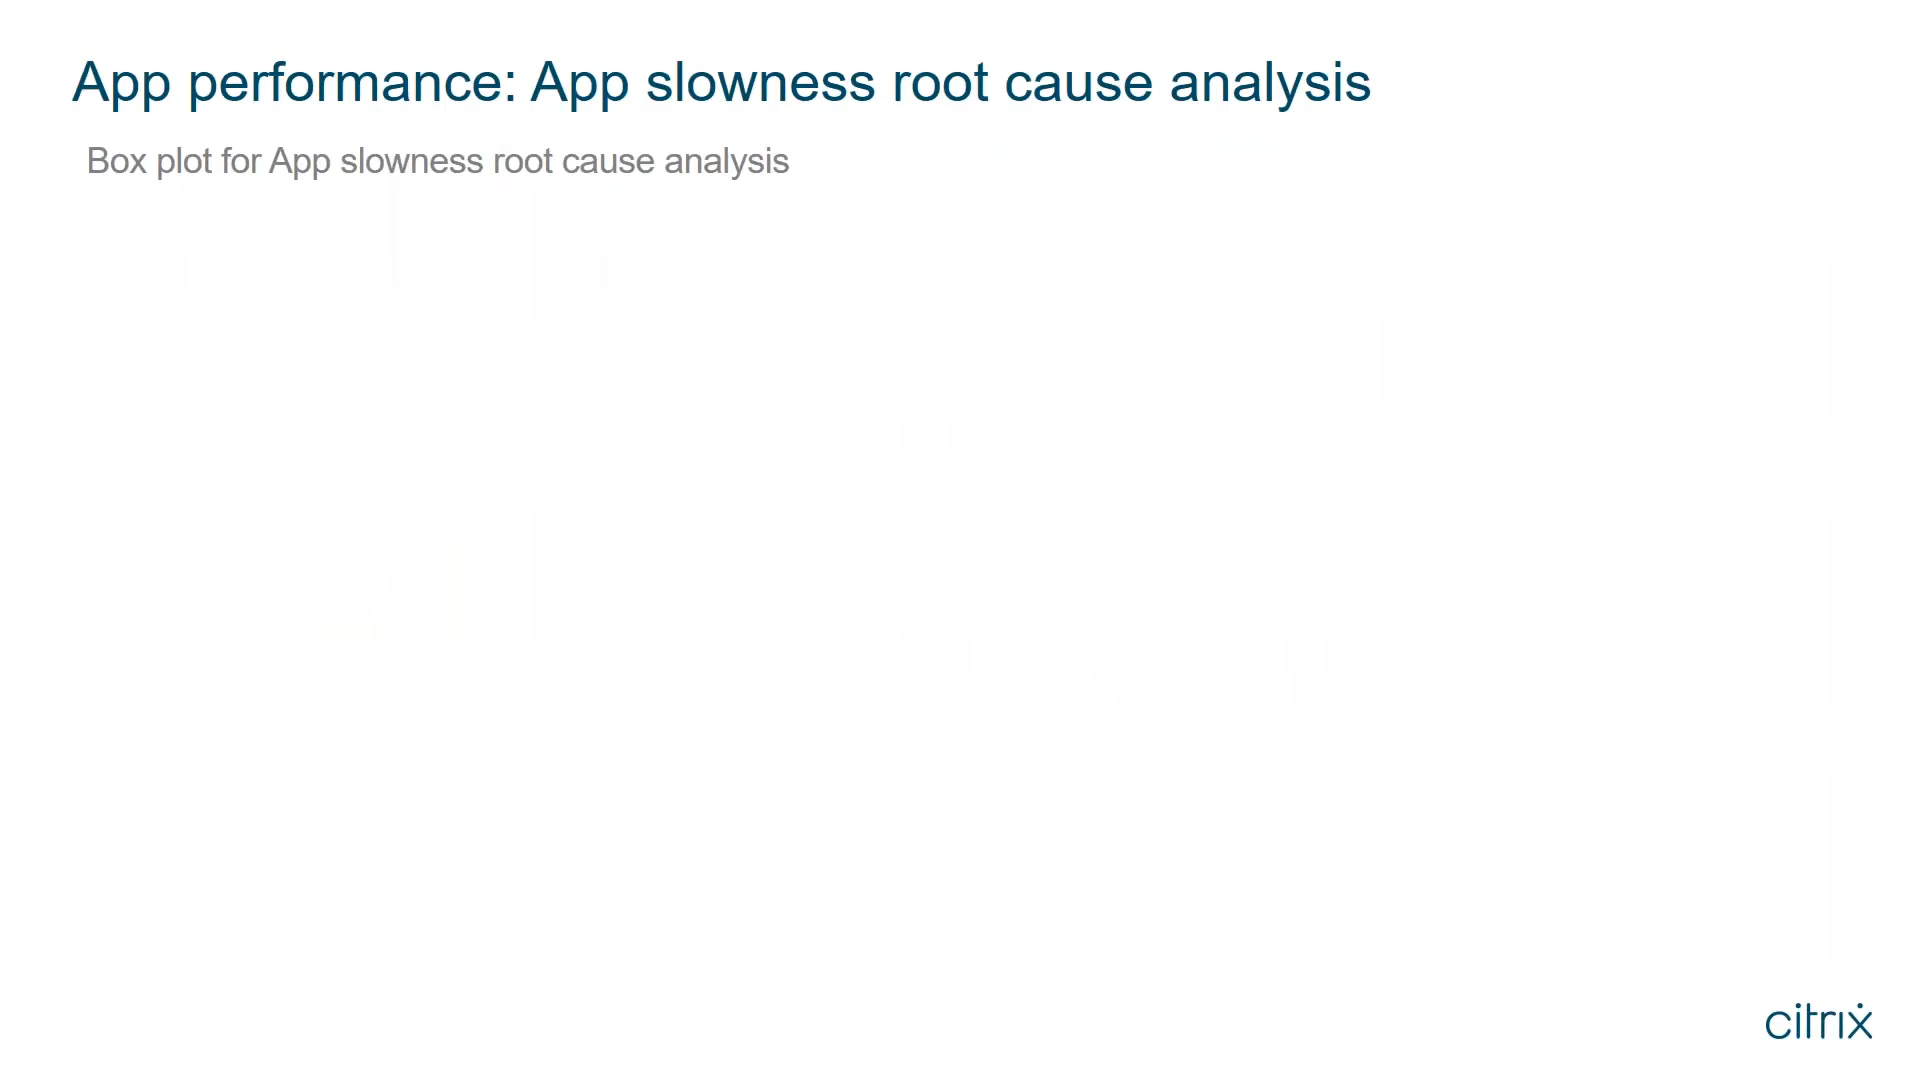 App performance: App slowness root cause analysis
Box plot for App slowness root cause analysis
citrix